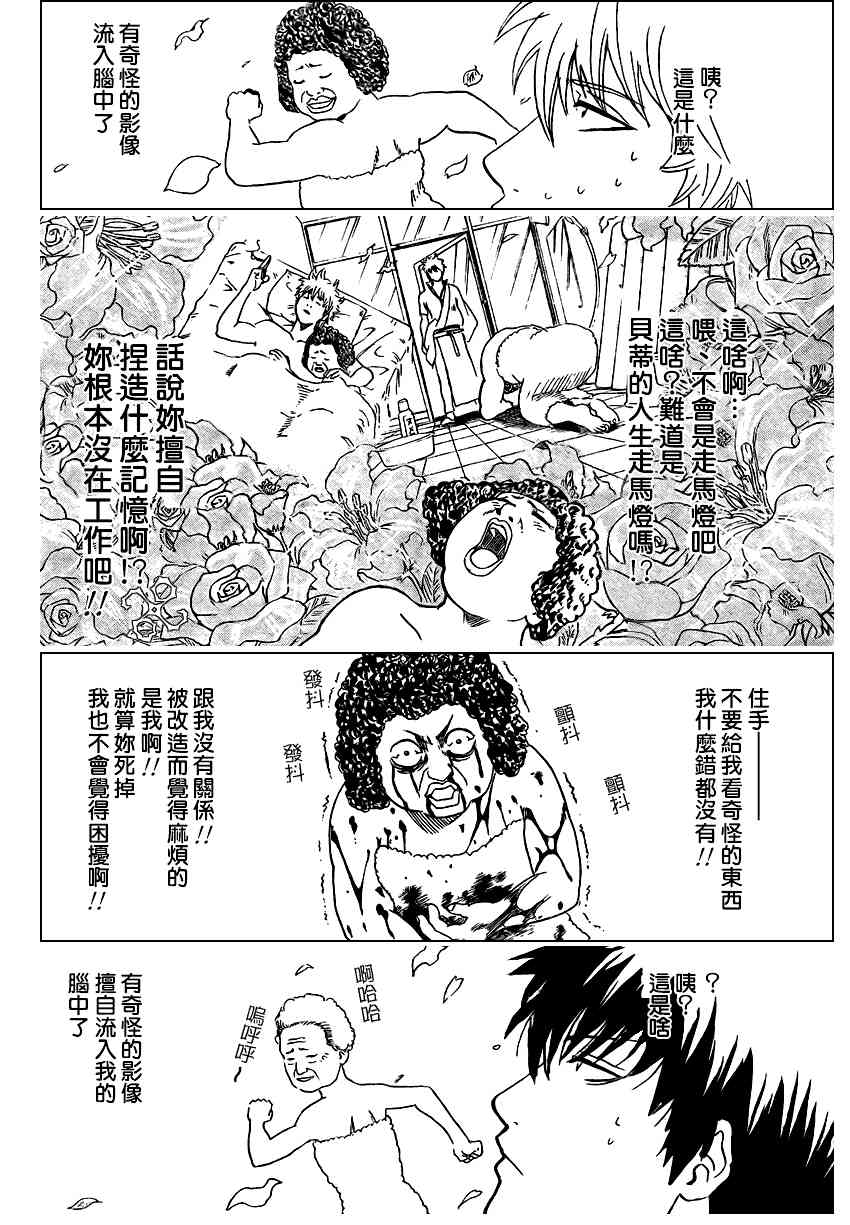 咦？
這是什麼
有奇怪的影像
流入腦中了
這啥啊…
喂、不會是走馬燈吧
這啥？難道是
貝蒂的人生走馬燈嗎！？
話說妳擅自
捏造什麼記憶啊！？
妳根本沒在工作吧！！
住手——
不要給我看奇怪的東西
我什麼錯都沒有！！
顫抖
顫抖
發抖
發抖
跟我沒有關係！！
被改造而覺得麻煩的
是我啊！！
就算妳死掉
我也不會覺得困擾啊！！
？
咦？
這是啥
啊哈哈
嗚呼呼～
有奇怪的影像
擅自流入我的
腦中了